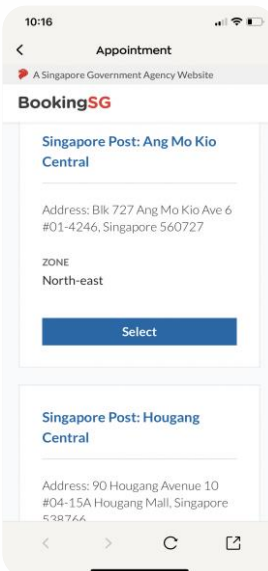 10:16
Appointment
A Singapore Government Agency Website
BookingSG
Singapore Post: Ang Mo Kio
Central
Address: Blk 727 Ang Mo Kio Ave 6
#01-4246, Singapore 560727
ZONE
North-east
Select
Singapore Post: Hougang
Central
Address: 90 Hougang Avenue 10
#04-15A Hougang Mall, Singapore
538766